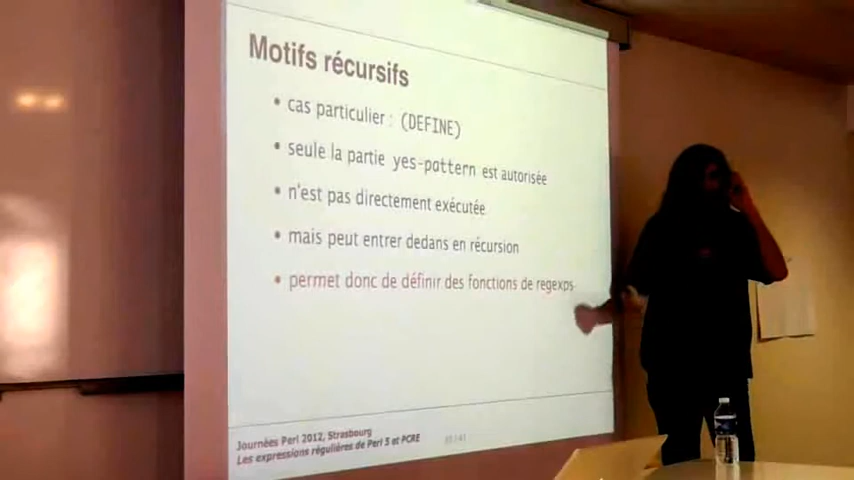 Motifs récursifs
• cas particulier : (DEFINE)
• seule la partie yes-pattern est autorisée
• n'est pas directement exécutée
• mais peut entrer dedans en récursion
• permet donc de définir des fonctions de regexps
Journées Perl 2012, Strasbourg
Les expressions régulières de Perl 5 et PCRE